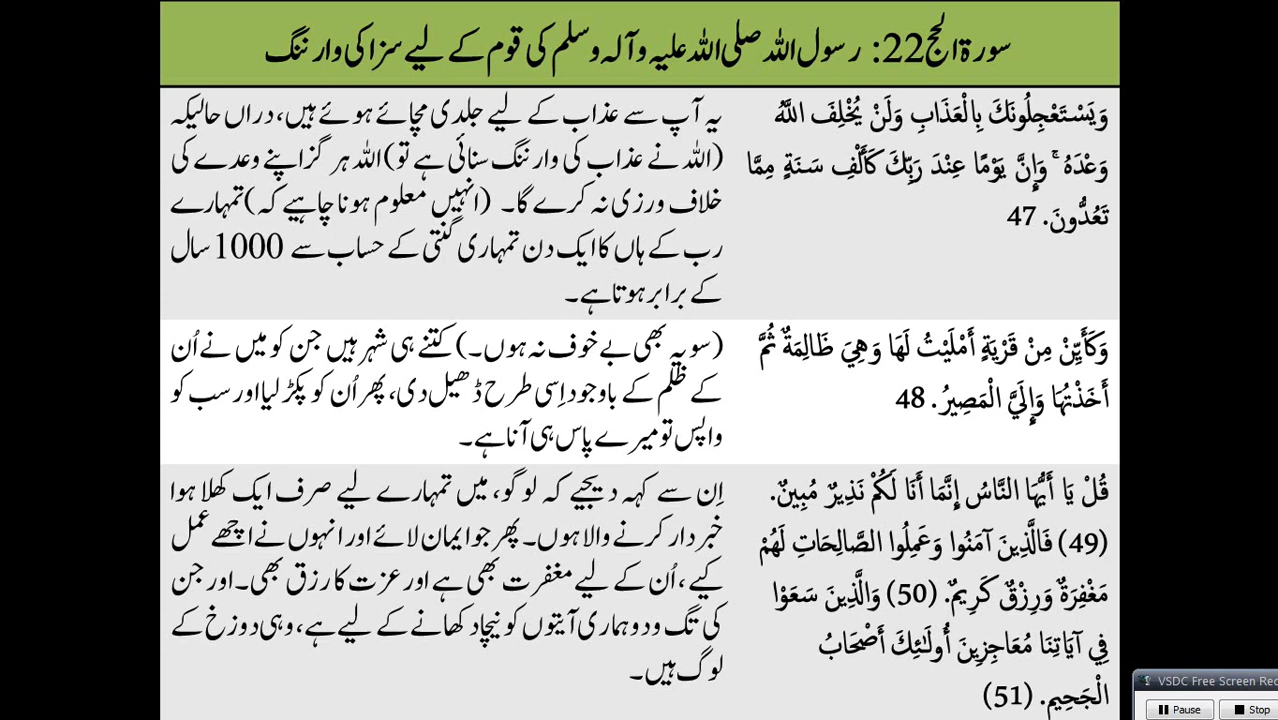 سورۃ الحج 22: رسول اللہ صلی اللہ علیہ وآلہ وسلم کی قوم کے لیے سزا کی وارننگ
وَيَسْتَعْجِلُونَكَ بِالْعَذَابِ وَلَنْ يُخْلِفَ اللَّهُ
وَعْدَهُ ۚ وَإِنَّ يَوْمًا عِنْدَ رَبِّكَ كَأَلْفِ سَنَةٍ مِمَّا
تَعُدُّونَ. 47
یہ آپ سے عذاب کے لیے جلدی مچائے ہوئے ہیں، دراں حالیکہ
(اللہ نے عذاب کی وارننگ سنائی ہے تو) اللہ ہر گز اپنے وعدے کی
خلاف ورزی نہ کرے گا۔ (انہیں معلوم ہونا چاہیے کہ) تمہارے
رب کے ہاں کا ایک دن تمہاری گنتی کے حساب سے 1000 سال
کے برابر ہوتا ہے۔
وَكَأَيِّنْ مِنْ قَرْيَةٍ أَمْلَيْتُ لَهَا وَهِيَ ظَالِمَةٌ ثُمَّ
أَخَذْتُهَا وَإِلَيَّ الْمَصِيرُ. 48
(سو یہ بھی بے خوف نہ ہوں۔) کتنے ہی شہر ہیں جن کو میں نے اُن
کے ظلم کے باوجود اِسی طرح ڈھیل دی، پھر اُن کو پکڑ لیا اور سب کو
واپس تو میرے پاس ہی آنا ہے۔
قُلْ يَا أَيُّهَا النَّاسُ إِنَّمَا أَنَا لَكُمْ نَذِيرٌ مُبِينٌ.
(49) فَالَّذِينَ آمَنُوا وَعَمِلُوا الصَّالِحَاتِ لَهُمْ
مَغْفِرَةٌ وَرِزْقٌ كَرِيمٌ. (50) وَالَّذِينَ سَعَوْا
فِي آيَاتِنَا مُعَاجِزِينَ أُولَٰئِكَ أَصْحَابُ
الْجَحِيمِ. (51)
اِن سے کہہ دیجیے کہ لوگو، میں تمہارے لیے صرف ایک کھلا ہوا
خبردار کرنے والا ہوں۔ پھر جو ایمان لائے اور انہوں نے اچھے عمل
کیے، اُن کے لیے مغفرت بھی ہے اور عزت کا رزق بھی۔ اور جن
کی تگ و دو ہماری آیتوں کو نیچا دکھانے کے لیے ہے، وہی دوزخ کے
لوگ ہیں۔
VSDC Free Screen Rec
Pause Stop